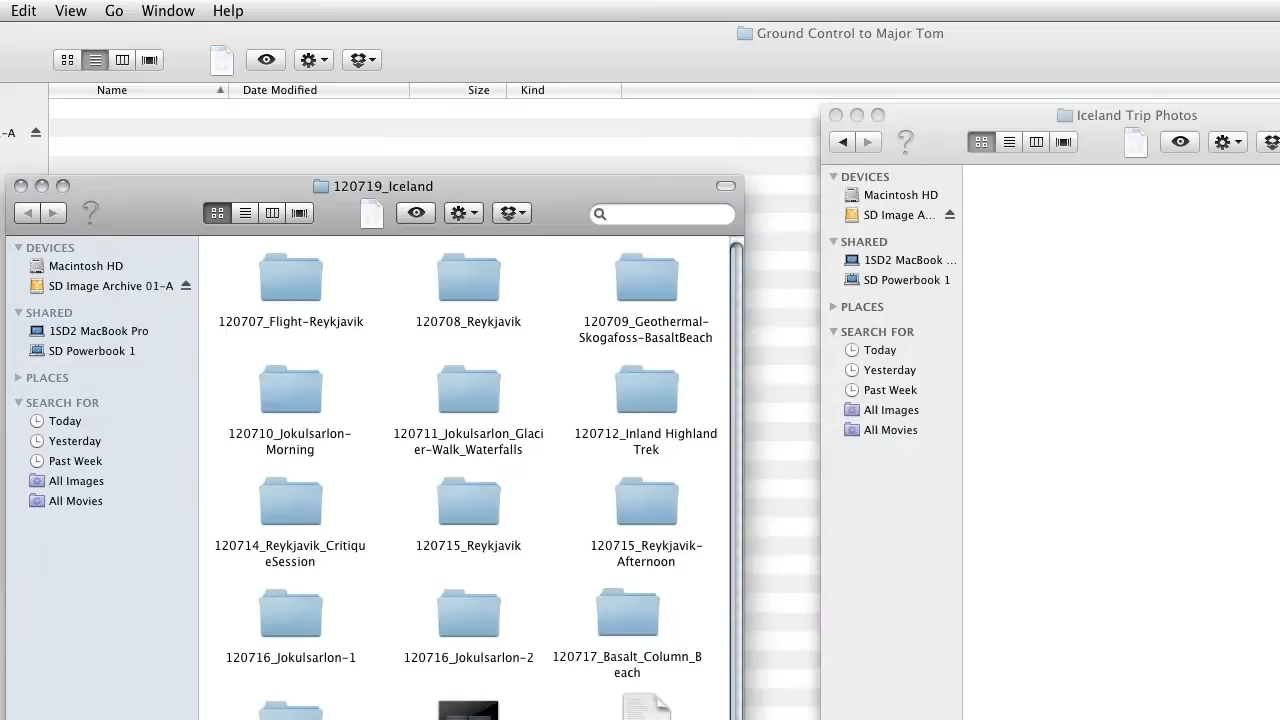 Edit View Go Window Help
Ground Control to Major Tom
Name Date Modified Size Kind
-A
Iceland Trip Photos
DEVICES
Macintosh HD
SD Image A...
SHARED
1SD2 MacBook ...
SD Powerbook 1
PLACES
SEARCH FOR
Today
Yesterday
Past Week
All Images
All Movies
120719_Iceland
DEVICES
Macintosh HD
SD Image Archive 01-A
SHARED
1SD2 MacBook Pro
SD Powerbook 1
PLACES
SEARCH FOR
Today
Yesterday
Past Week
All Images
All Movies
120707_Flight-Reykjavik
120708_Reykjavik
120709_Geothermal-
Skogafoss-BasaltBeach
120710_Jokulsarlon-
Morning
120711_Jokulsarlon_Glaci
er-Walk_Waterfalls
120712_Inland Highland
Trek
120714_Reykjavik_Critiqu
eSession
120715_Reykjavik
120715_Reykjavik-
Afternoon
120716_Jokulsarlon-1
120716_Jokulsarlon-2
120717_Basalt_Column_B
each